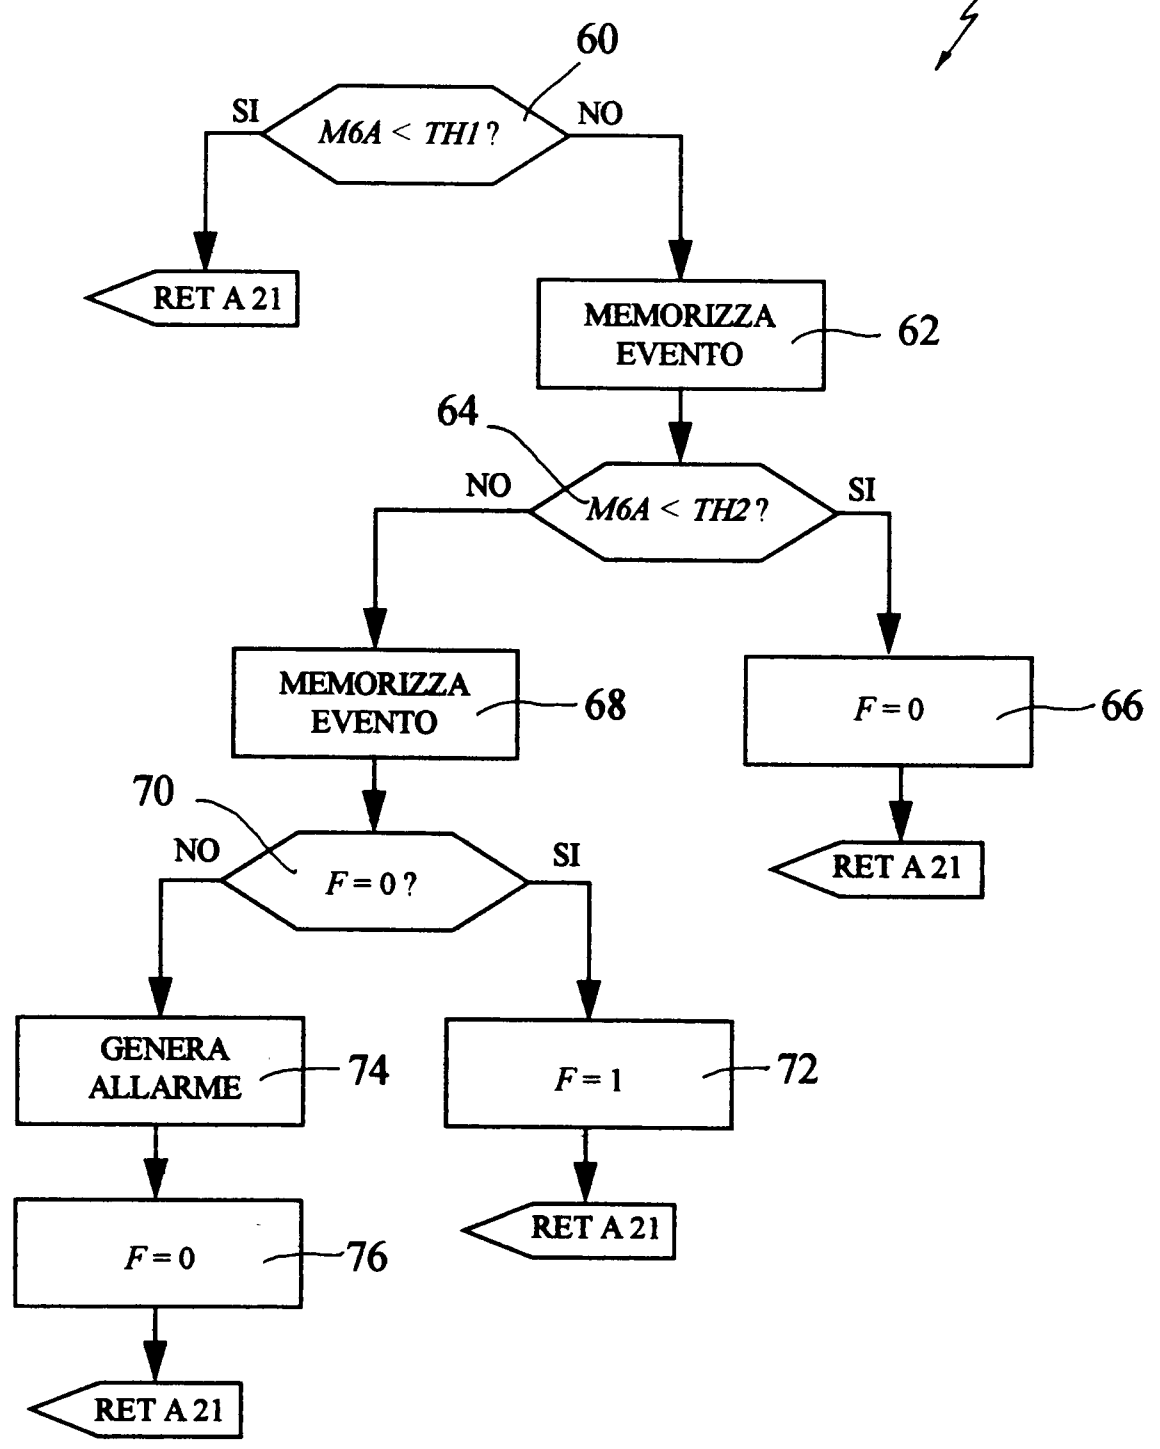 60
SI
M6A < TH1 ?
NO
RET A 21
MEMORIZZA
EVENTO
62
64
NO
M6A < TH2 ?
SI
MEMORIZZA
EVENTO
68
F = 0
66
70
NO
F = 0 ?
SI
RET A 21
GENERA
ALLARME
74
F = 1
72
F = 0
76
RET A 21
RET A 21